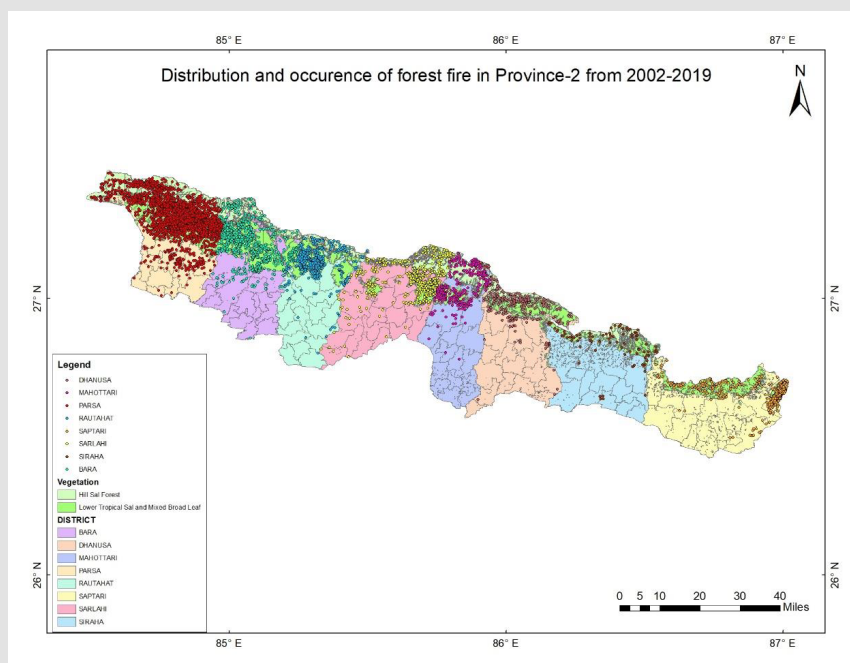 85° E
86° E
87° E
Distribution and occurence of forest fire in Province-2 from 2002-2019
N
27° N
27° N
Legend
DHANUSA
MAHOTTARI
PARSA
RAUTAHAT
SAPTARI
SARLAHI
SIRAHA
BARA
Vegetation
Hill Sal Forest
Lower Tropical Sal and Mixed Broad Leaf
DISTRICT
BARA
DHANUSA
MAHOTTARI
PARSA
RAUTAHAT
SAPTARI
SARLAHI
SIRAHA
26° N
26° N
0 5 10 20 30 40
Miles
85° E
86° E
87° E